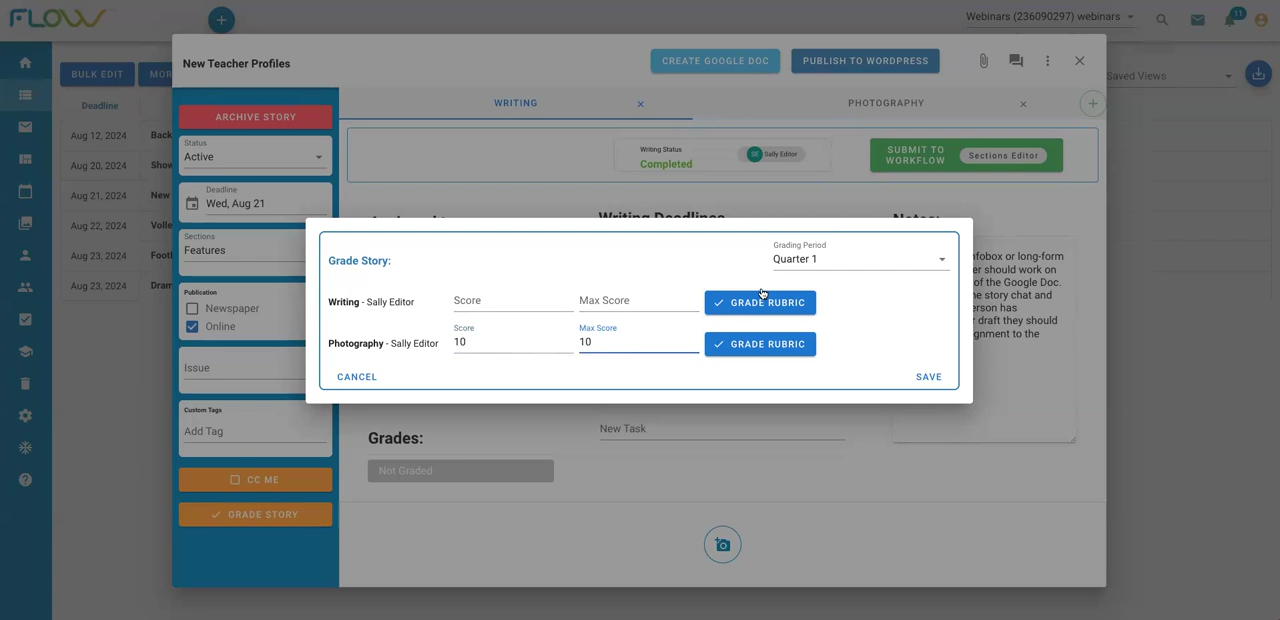 FLOW
Webinars (236090297) webinars
11
New Teacher Profiles
CREATE GOOGLE DOC
PUBLISH TO WORDPRESS
BULK EDIT
MOR
Saved Views
Deadline
Aug 12, 2024 Back
Aug 20, 2024 Show
Aug 21, 2024 New
Aug 22, 2024 Volle
Aug 23, 2024 Footl
Aug 23, 2024 Dram
ARCHIVE STORY
Status
Active
Deadline
Wed, Aug 21
Sections
Features
Publication
Newspaper
Online
Issue
Custom Tags
Add Tag
CC ME
GRADE STORY
WRITING
PHOTOGRAPHY
Writing Status
Completed
SE Sally Editor
SUBMIT TO
WORKFLOW
Sections Editor
Writing Deadlines
Notes:
nfobox or long-form
er should work on
of the Google Doc.
he story chat and
erson has
r draft they should
ignment to the
Grade Story:
Grading Period
Quarter 1
Writing - Sally Editor
Score
Max Score
GRADE RUBRIC
Photography - Sally Editor
Score
10
Max Score
10
GRADE RUBRIC
CANCEL
SAVE
Grades:
Not Graded
New Task